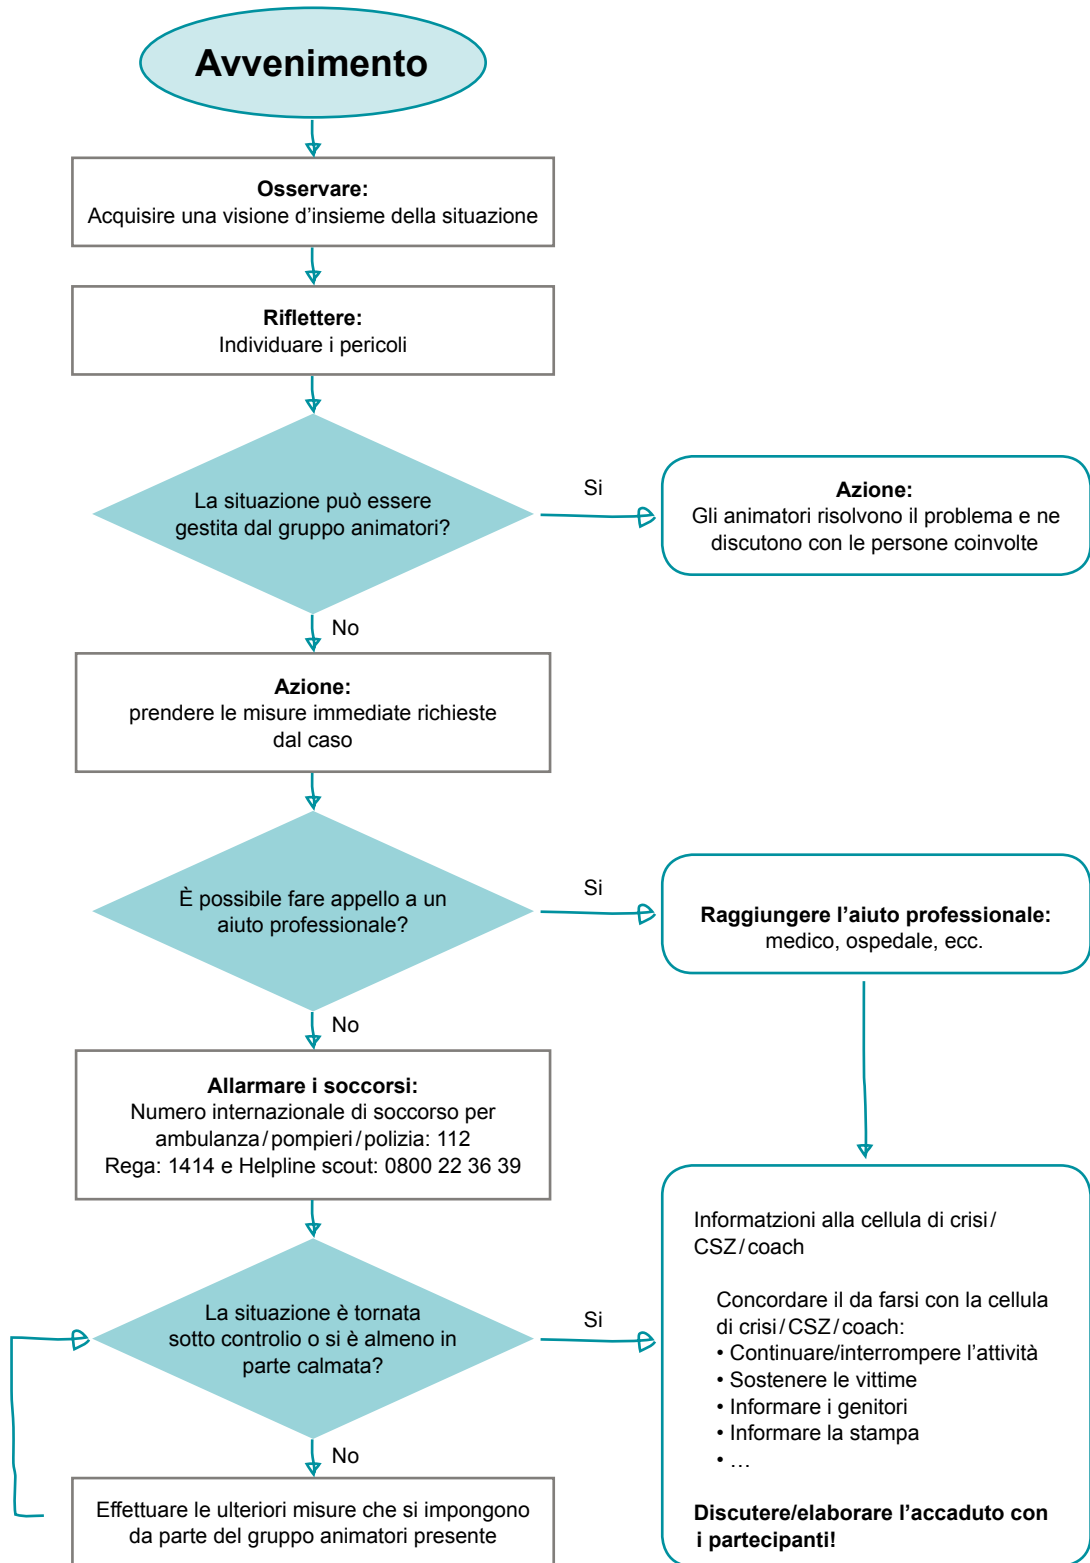 Avvenimento
Osservare:
Acquisire una visione d’insieme della situazione
Riflettere:
Individuare i pericoli
La situazione può essere
gestita dal gruppo animatori?
Si
Azione:
Gli animatori risolvono il problema e ne
discutono con le persone coinvolte
No
Azione:
prendere le misure immediate richieste
dal caso
È possibile fare appello a un
aiuto professionale?
Si
Raggiungere l’aiuto professionale:
medico, ospedale, ecc.
No
Allarmare i soccorsi:
Numero internazionale di soccorso per
ambulanza/pompieri/polizia: 112
Rega: 1414 e Helpline scout: 0800 22 36 39
La situazione è tornata
sotto controlio o si è almeno in
parte calmata?
Si
No
Effettuare le ulteriori misure che si impongono
da parte del gruppo animatori presente
Informatzioni alla cellula di crisi/
CSZ/coach
Concordare il da farsi con la cellula
di crisi/CSZ/coach:
• Continuare/interrompere l’attività
• Sostenere le vittime
• Informare i genitori
• Informare la stampa
• …
Discutere/elaborare l’accaduto con
i partecipanti!